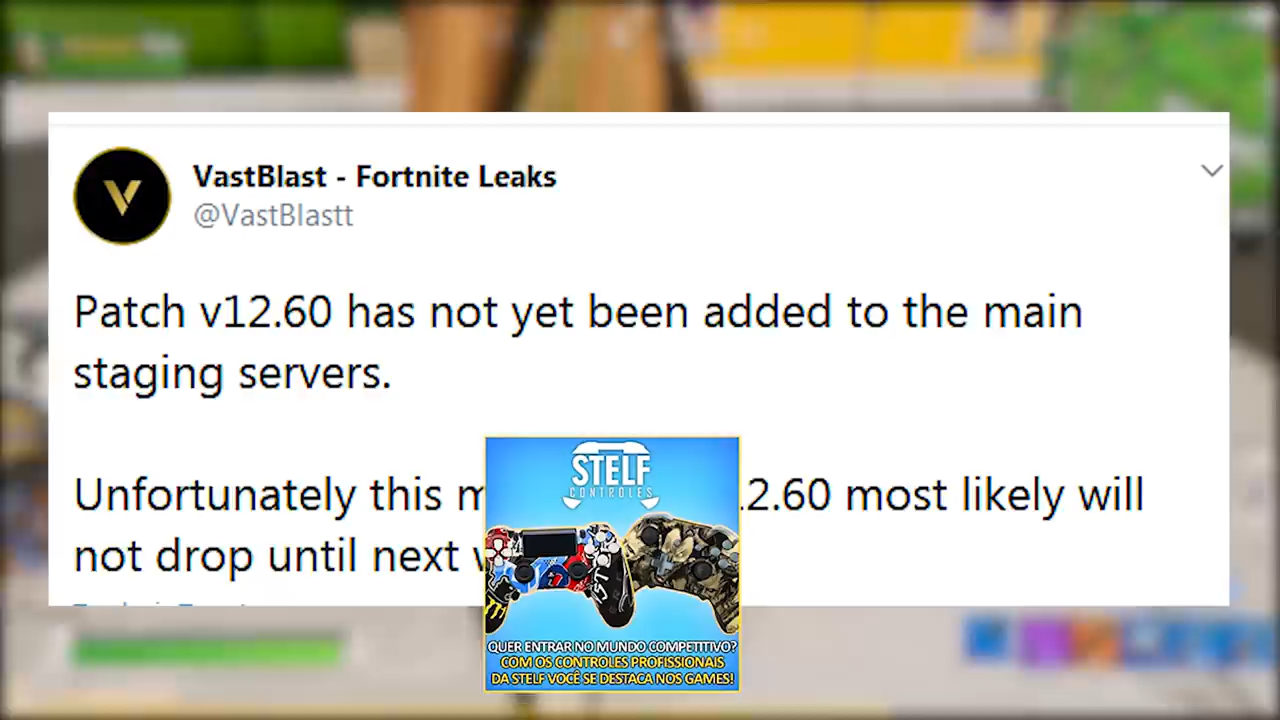 VastBlast - Fortnite Leaks
@VastBlastt
Patch v12.60 has not yet been added to the main
staging servers.
Unfortunately this 2.60 most likely will
not drop until next
STELF
CONTROLES
QUER ENTRAR NO MUNDO COMPETITIVO?
COM OS CONTROLES PROFISSIONAIS
DA STELF VOCÊ SE DESTACA NOS GAMES!